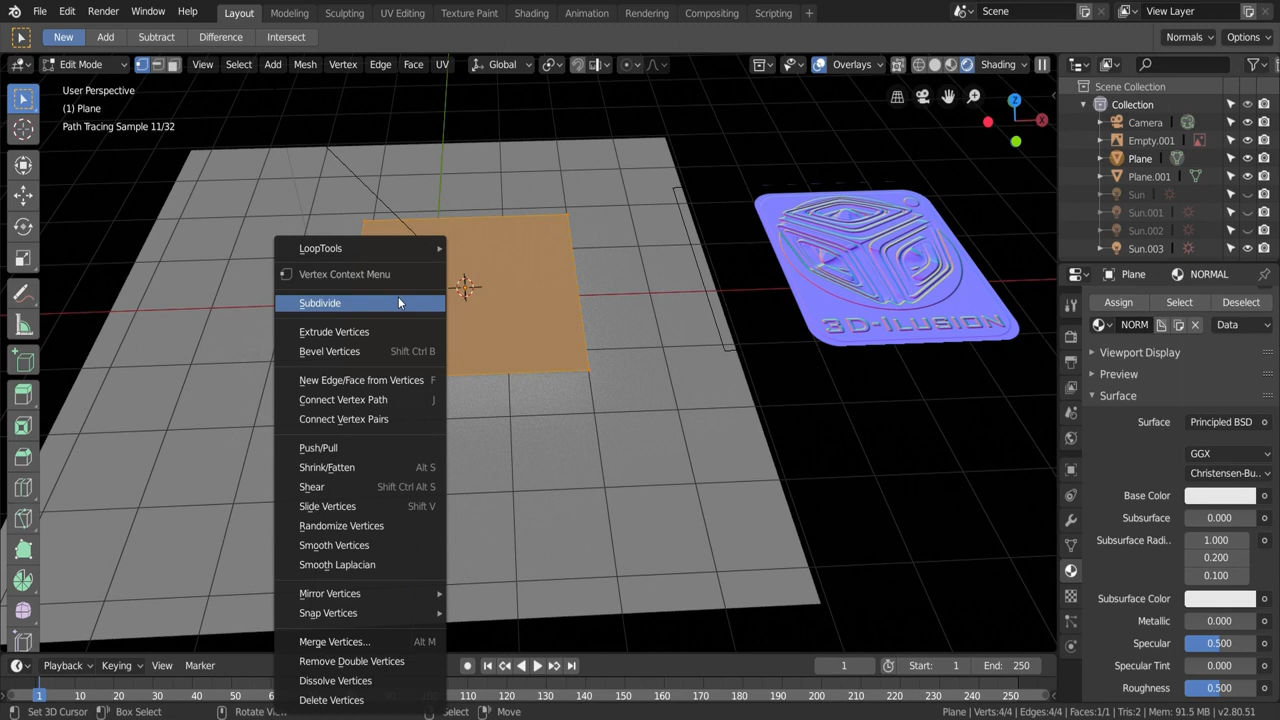 File Edit Render Window Help Layout Modeling Sculpting UV Editing Texture Paint Shading Animation Rendering Compositing Scripting + Scene View Layer
New Add Subtract Difference Intersect Normals Options
Edit Mode View Select Add Mesh Vertex Edge Face UV Global Overlays Shading
User Perspective
(1) Plane
Path Tracing Sample 11/32
Z
X
3D-ILUSION
LoopTools
Vertex Context Menu
Subdivide
Extrude Vertices
Bevel Vertices Shift Ctrl B
New Edge/Face from Vertices F
Connect Vertex Path J
Connect Vertex Pairs
Push/Pull
Shrink/Fatten Alt S
Shear Shift Ctrl Alt S
Slide Vertices Shift V
Randomize Vertices
Smooth Vertices
Smooth Laplacian
Mirror Vertices
Snap Vertices
Merge Vertices... Alt M
Remove Double Vertices
Dissolve Vertices
Delete Vertices
Scene Collection
Collection
Camera
Empty.001
Plane
Plane.001
Sun
Sun.001
Sun.002
Sun.003
Plane NORMAL
Assign Select Deselect
NORM Data
Viewport Display
Preview
Surface
Surface Principled BSD
GGX
Christensen-Bu..
Base Color
Subsurface 0.000
Subsurface Radi.. 1.000
0.200
0.100
Subsurface Color
Metallic 0.000
Specular 0.500
Specular Tint 0.000
Roughness 0.500
Playback Keying View Marker 1 Start: 1 End: 250
1 110 120 130 140 150 160 170 180 190 200 210 220 230 240 250
Set 3D Cursor Box Select Rotate View Select Move Plane | Verts:4/4 | Edges:4/4 | Faces:1/1 | Tris:2 | Mem: 91.5 MB | v2.80.51